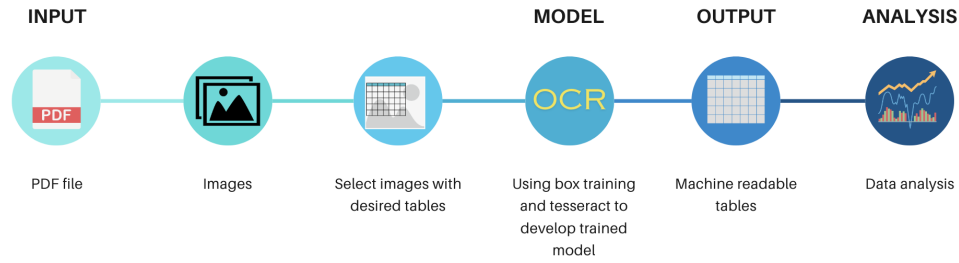 INPUT
MODEL
OUTPUT
ANALYSIS
PDF
OCR
PDF file
Images
Select images with
desired tables
Using box training
and tesseract to
develop trained
model
Machine readable
tables
Data analysis